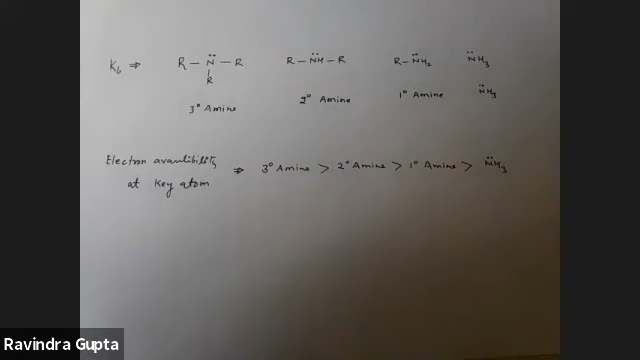 Kb ⇒ R – N̈ – R R – N̈H – R R – N̈H₂ N̈H₃
|
R
3° Amine 2° Amine 1° Amine N̈H₃
Electron avaulibility
at key atom ⇒ 3° Amine > 2° Amine > 1° Amine > N̈H₃
Ravindra Gupta